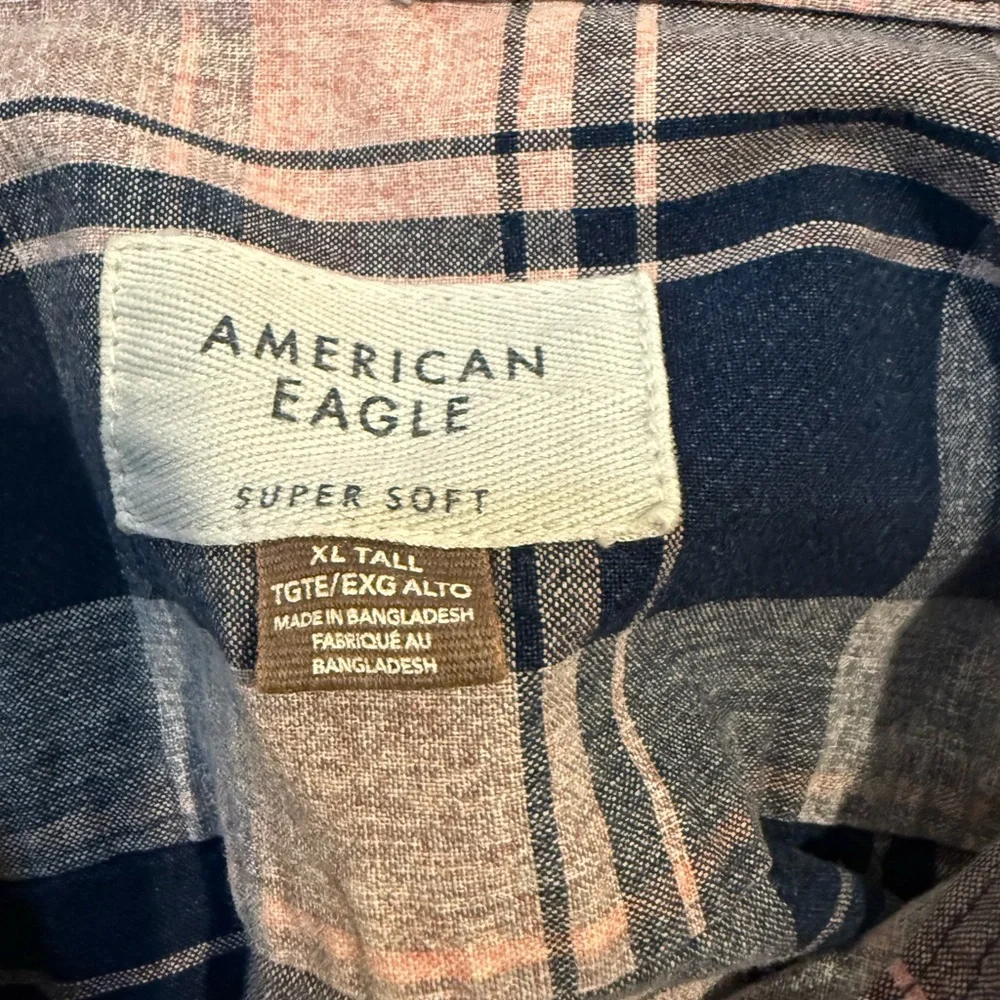 AMERICAN
EAGLE
SUPER SOFT
XL TALL
TGTE/EXG ALTO
MADE IN BANGLADESH
FABRIQUÉ AU
BANGLADESH